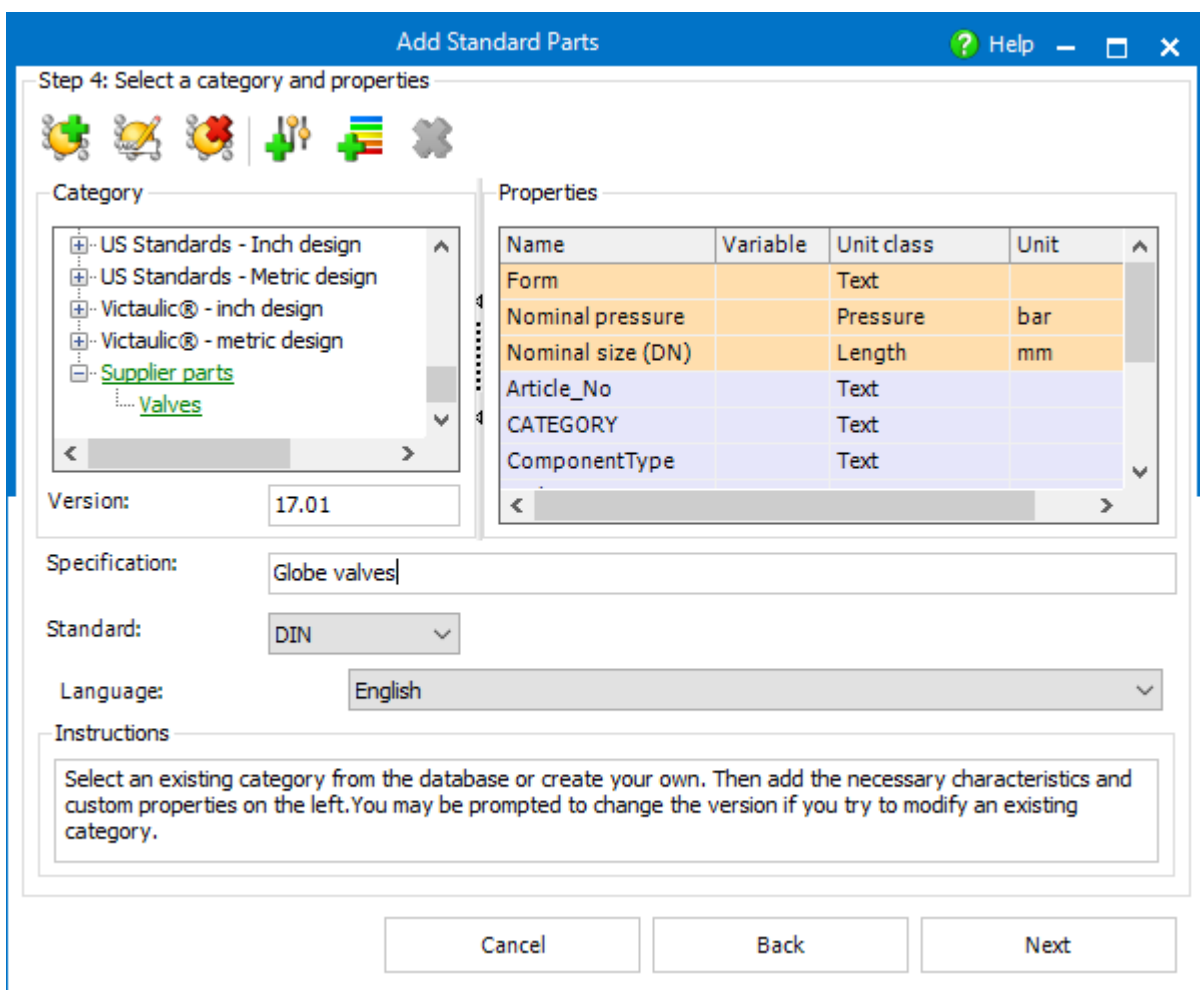 Add Standard Parts
? Help
Step 4: Select a category and properties
Category
US Standards - Inch design
US Standards - Metric design
Victaulic® - inch design
Victaulic® - metric design
Supplier parts
Valves
Version: 17.01
Properties
Name Variable Unit class Unit
Form Text
Nominal pressure Pressure bar
Nominal size (DN) Length mm
Article_No Text
CATEGORY Text
ComponentType Text
Specification: Globe valves
Standard: DIN
Language: English
Instructions
Select an existing category from the database or create your own. Then add the necessary characteristics and
custom properties on the left.You may be prompted to change the version if you try to modify an existing
category.
Cancel Back Next